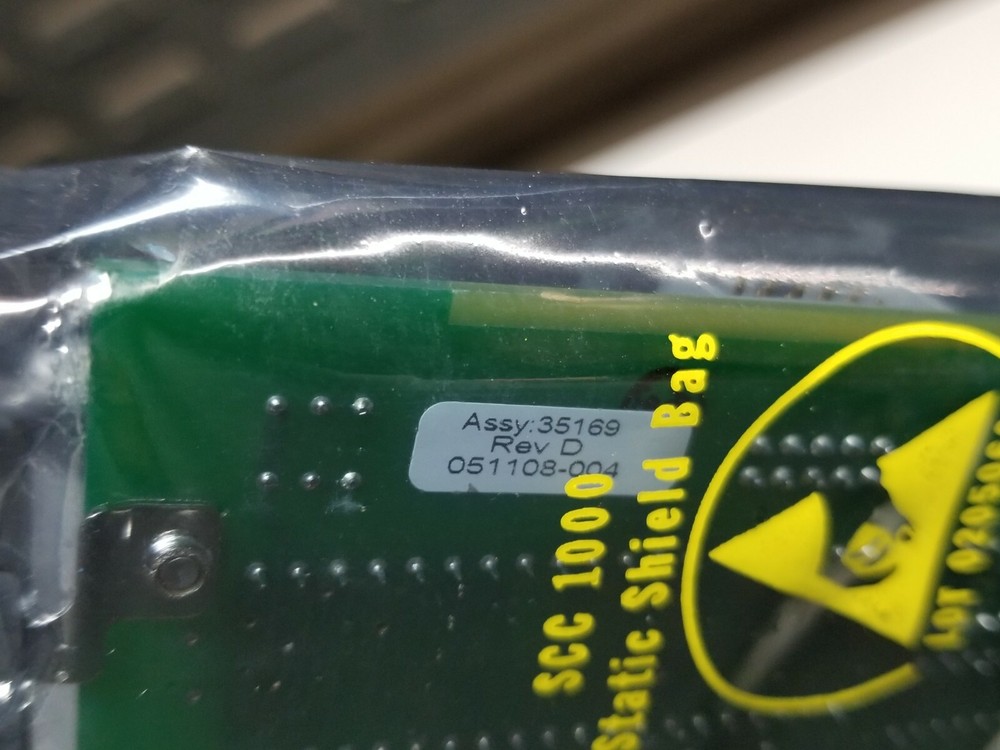 Assy:35169
Rev D
051108-004
SCC 1000
Static Shield Bag